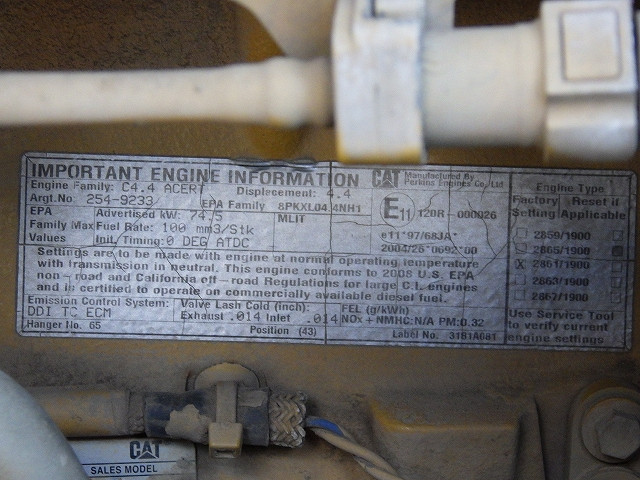 IMPORTANT ENGINE INFORMATION CAT Manufactured By Perkins Engines Co., Ltd
Engine Family: C4.4 ACERT Displacement: 4.4
Argt.No: 254-9233 EPA Family 8PKXL04.4NH1
EPA Advertised kW: 74.5 MLIT
Family Max Fuel Rate: 100 mm3/Stk
Values Init. Timing: 0 DEG ATDC
E11 120R - 000026
e11*97/68JA*
2004/26*0692*00
Settings are to be made with engine at normal operating temperature
with transmission in neutral. This engine conforms to 2008 U.S. EPA
non - road and California off - road Regulations for large C.I. engines
and is certified to operate on commercially available diesel fuel.
Emission Control System: Valve Lash Cold (inch): FEL (g/kWh)
DDI TC ECM Exhaust .014 Inlet .014 NOx + NMHC: N/A PM: 0.32
Hanger No. 65 Position (43) Label No. 3181A681
Engine Type
Factory Reset if
Setting Applicable
2859/1900
2865/1900
X 2861/1900
2863/1900
2867/1900
Use Service Tool
to verify current
engine settings
CAT
SALES MODEL